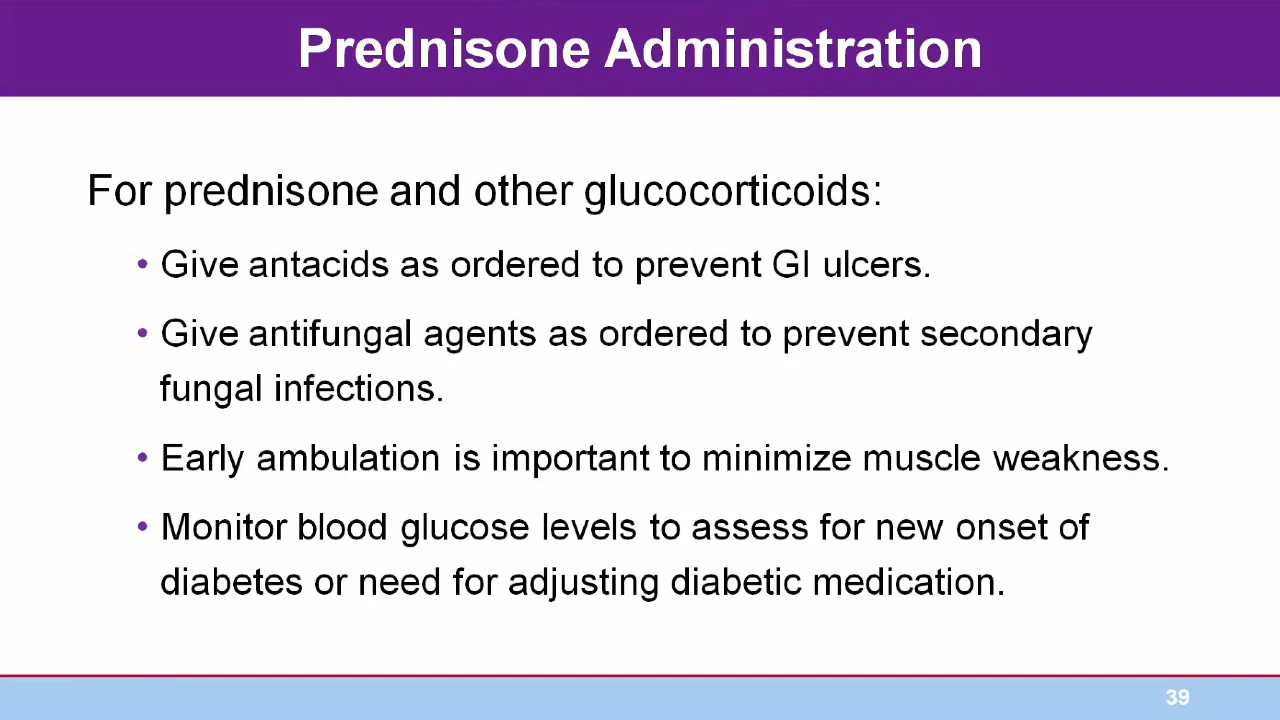 Prednisone Administration
For prednisone and other glucocorticoids:
• Give antacids as ordered to prevent GI ulcers.
• Give antifungal agents as ordered to prevent secondary
fungal infections.
• Early ambulation is important to minimize muscle weakness.
• Monitor blood glucose levels to assess for new onset of
diabetes or need for adjusting diabetic medication.
39